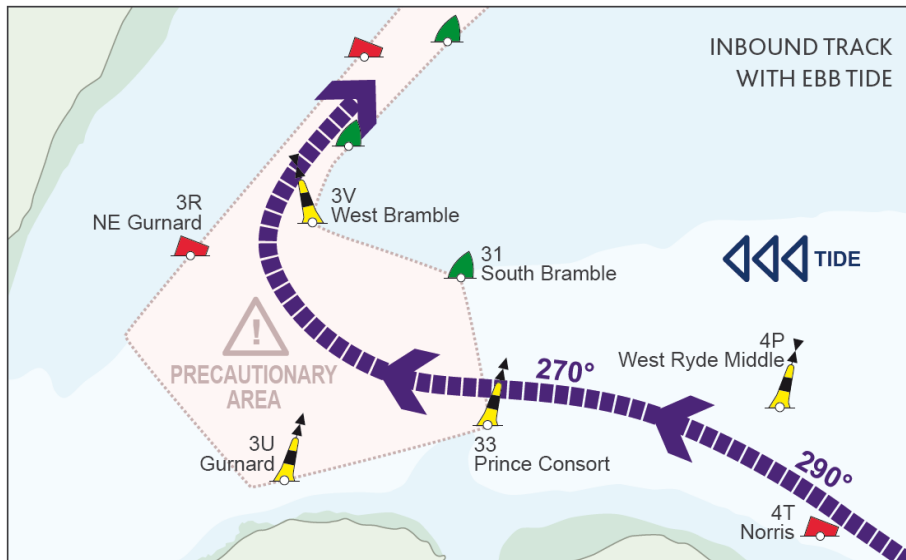 INBOUND TRACK
WITH EBB TIDE
3R
NE Gurnard
3V
West Bramble
31
South Bramble
TIDE
!
PRECAUTIONARY
AREA
270°
4P
West Ryde Middle
3U
Gurnard
33
Prince Consort
290°
4T
Norris